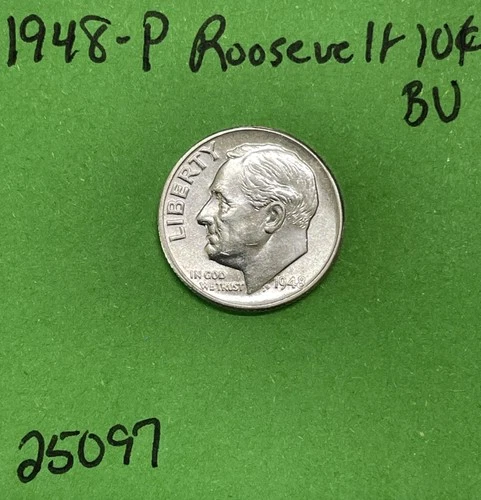 1948-P Roosevelt 10¢
BU
LIBERTY
IN GOD
WE TRUST
1948
25097